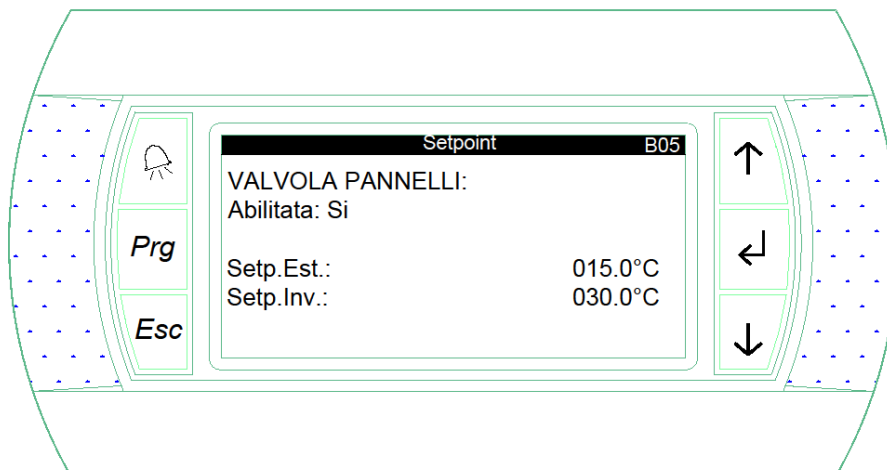 Setpoint B05
VALVOLA PANNELLI:
Abilitata: Si
Prg
Setp.Est.: 015.0°C
Setp.Inv.: 030.0°C
Esc